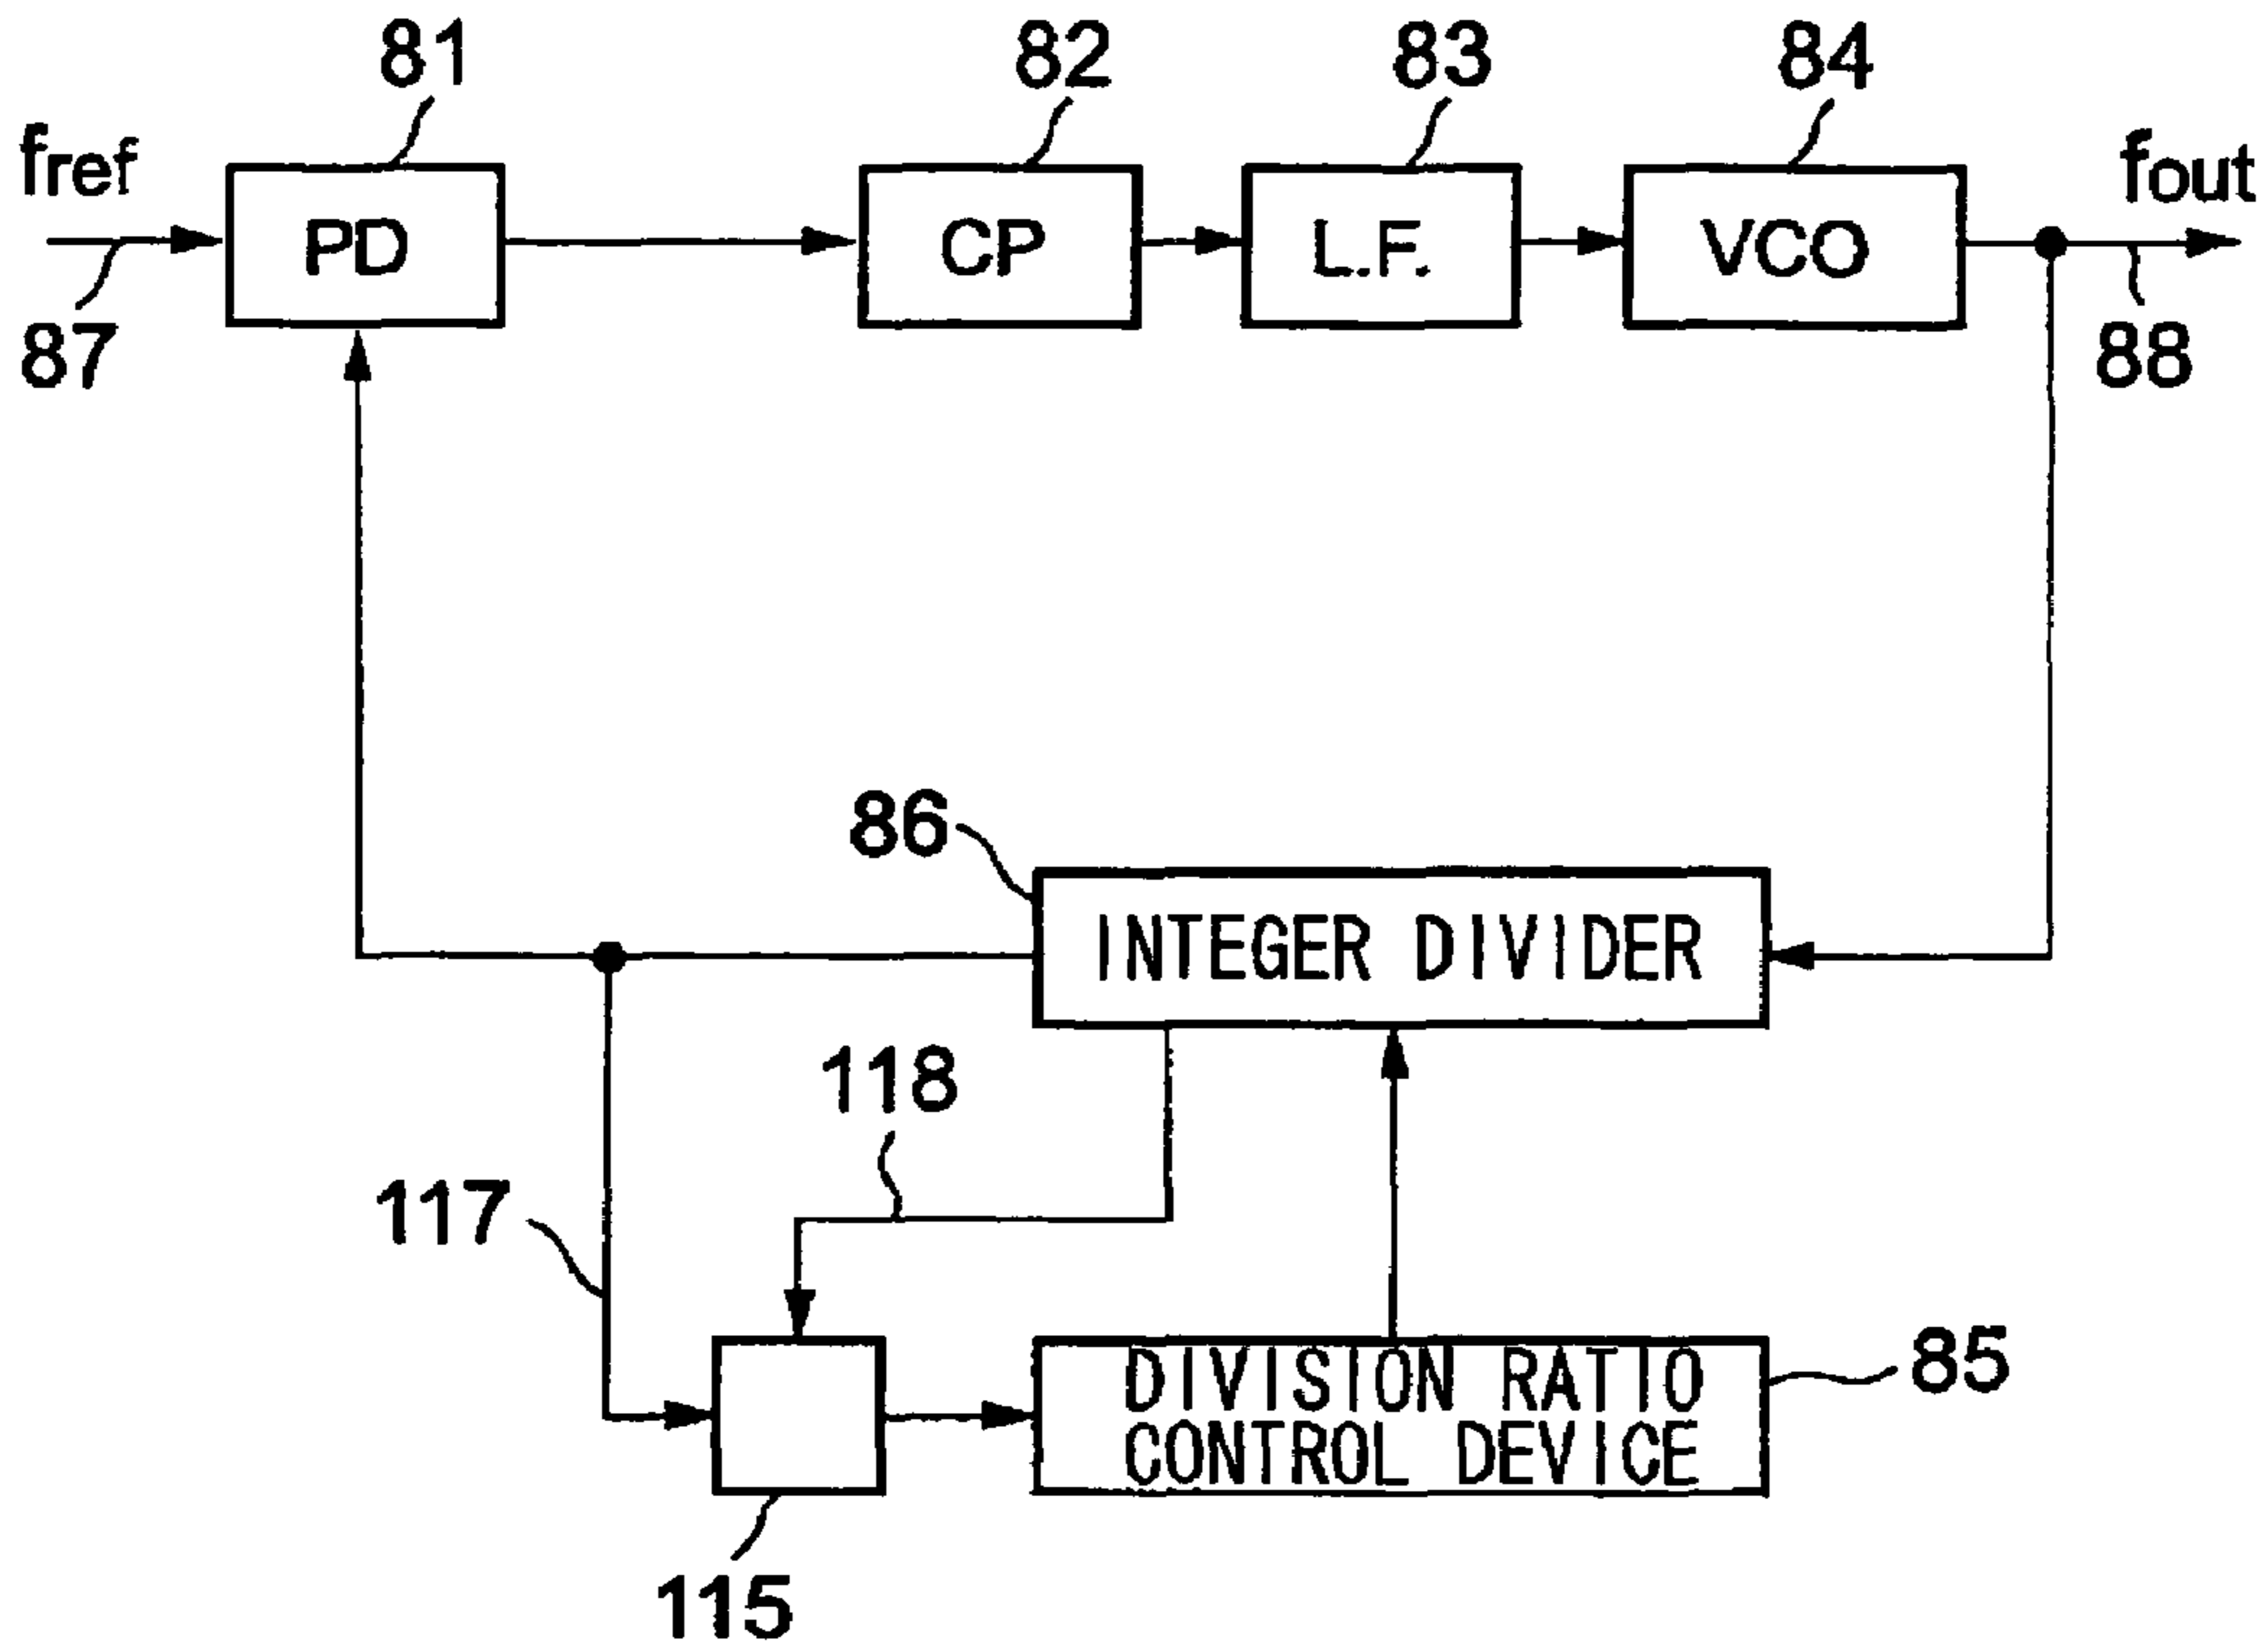 81
82
83
84
fref
fout
PD
CP
L.F.
VCO
87
88
86
INTEGER DIVIDER
118
117
DIVISION RATIO
CONTROL DEVICE
85
115